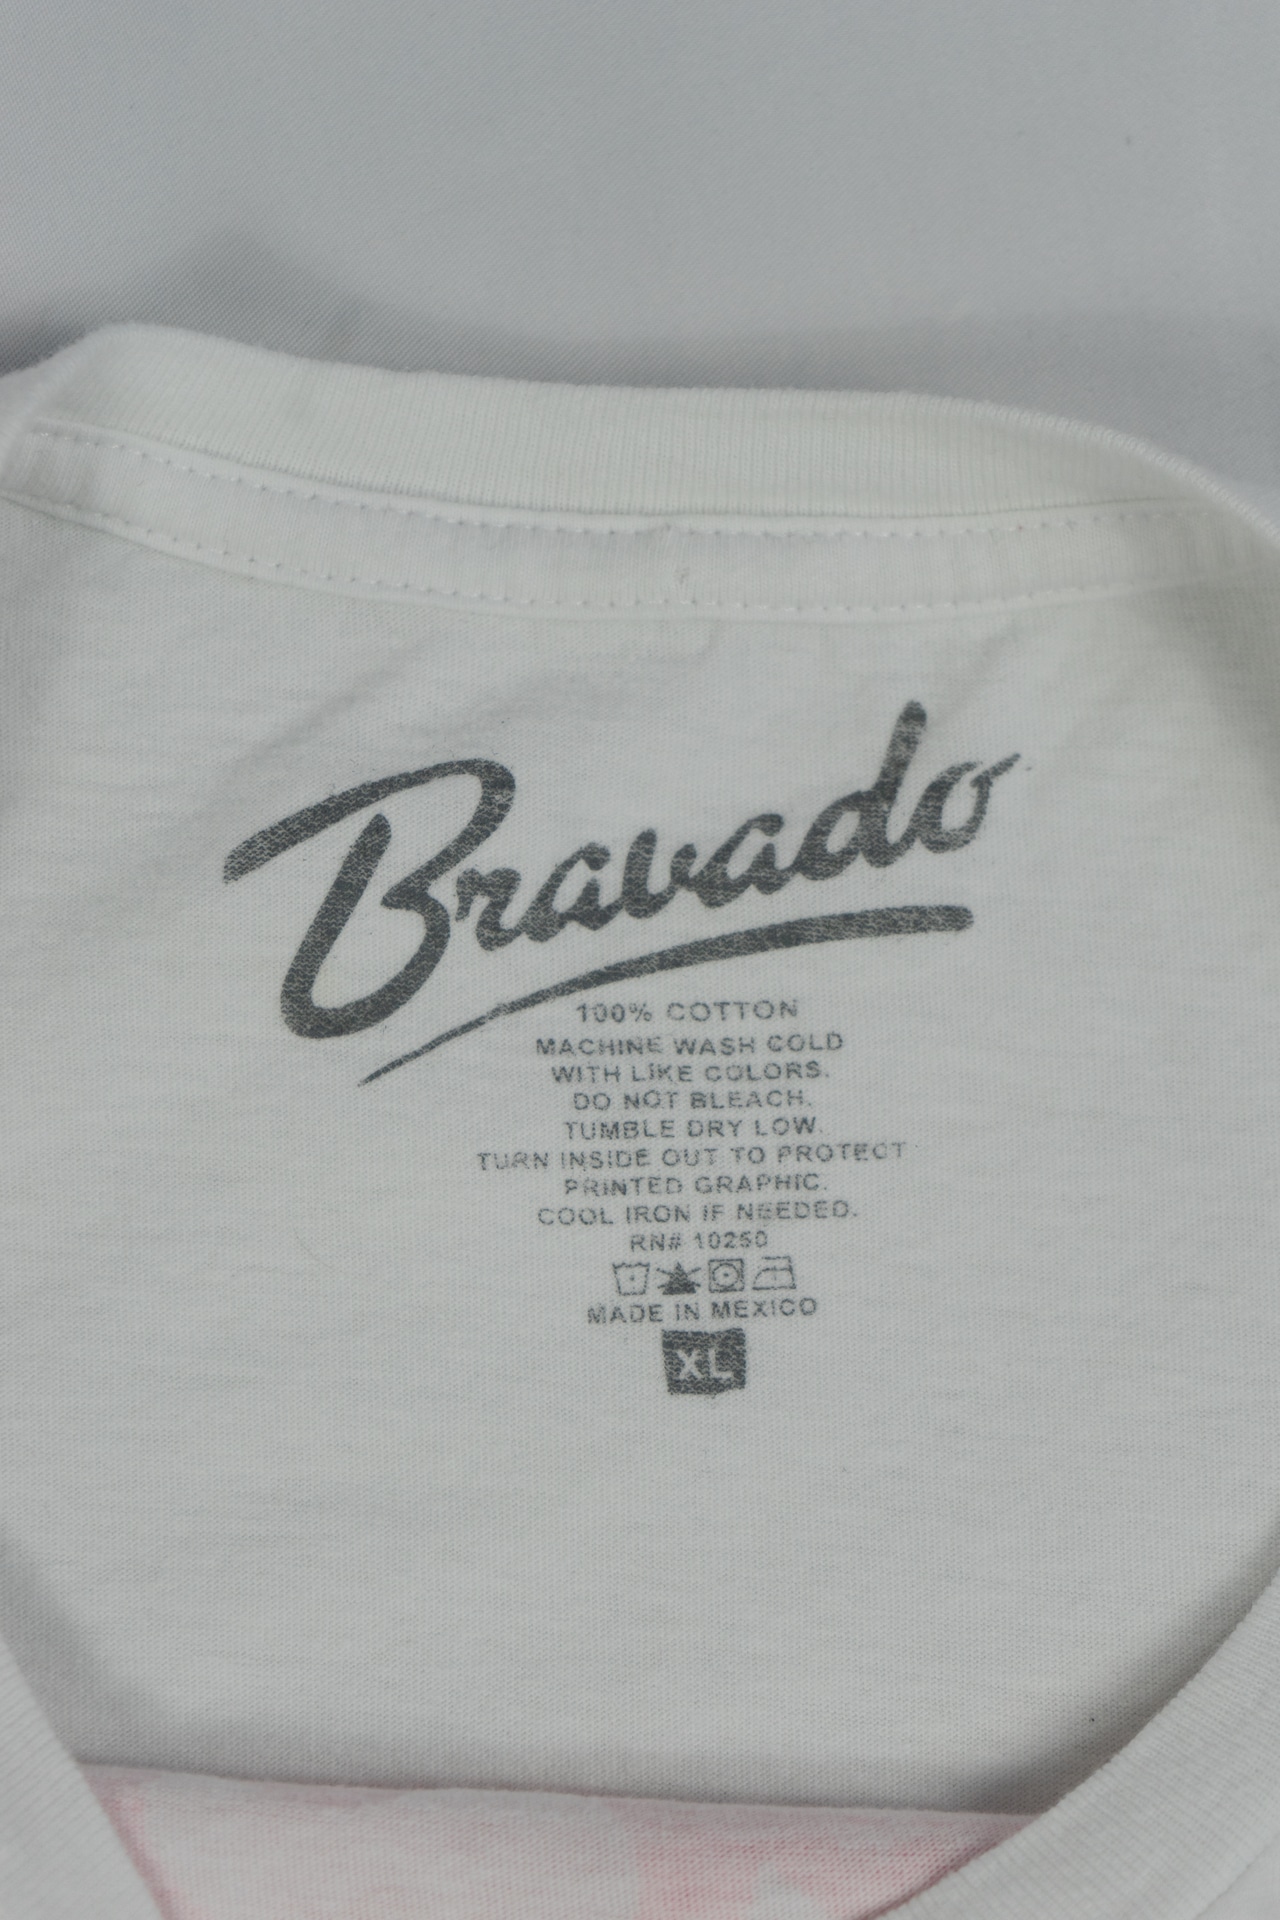 Bravado
100% COTTON
MACHINE WASH COLD
WITH LIKE COLORS.
DO NOT BLEACH.
TUMBLE DRY LOW.
TURN INSIDE OUT TO PROTECT
PRINTED GRAPHIC.
COOL IRON IF NEEDED.
RN# 10250
MADE IN MEXICO
XL